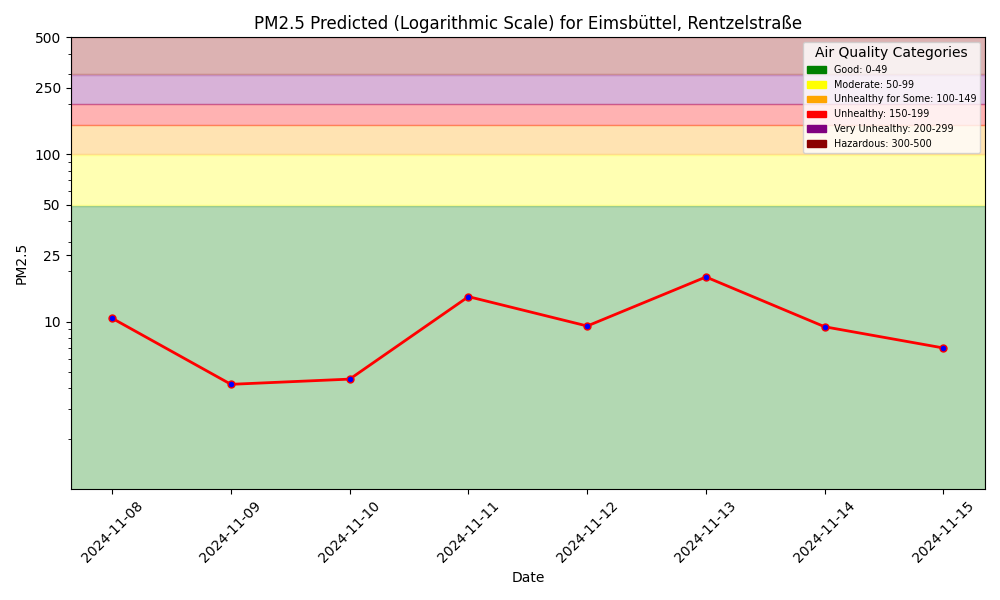 PM2.5 Predicted (Logarithmic Scale) for Eimsbüttel, Rentzelstraße
Air Quality Categories
Good: 0-49
Moderate: 50-99
Unhealthy for Some: 100-149
Unhealthy: 150-199
Very Unhealthy: 200-299
Hazardous: 300-500
PM2.5
500
250
100
50
25
10
2024-11-08
2024-11-09
2024-11-10
2024-11-11
2024-11-12
2024-11-13
2024-11-14
2024-11-15
Date